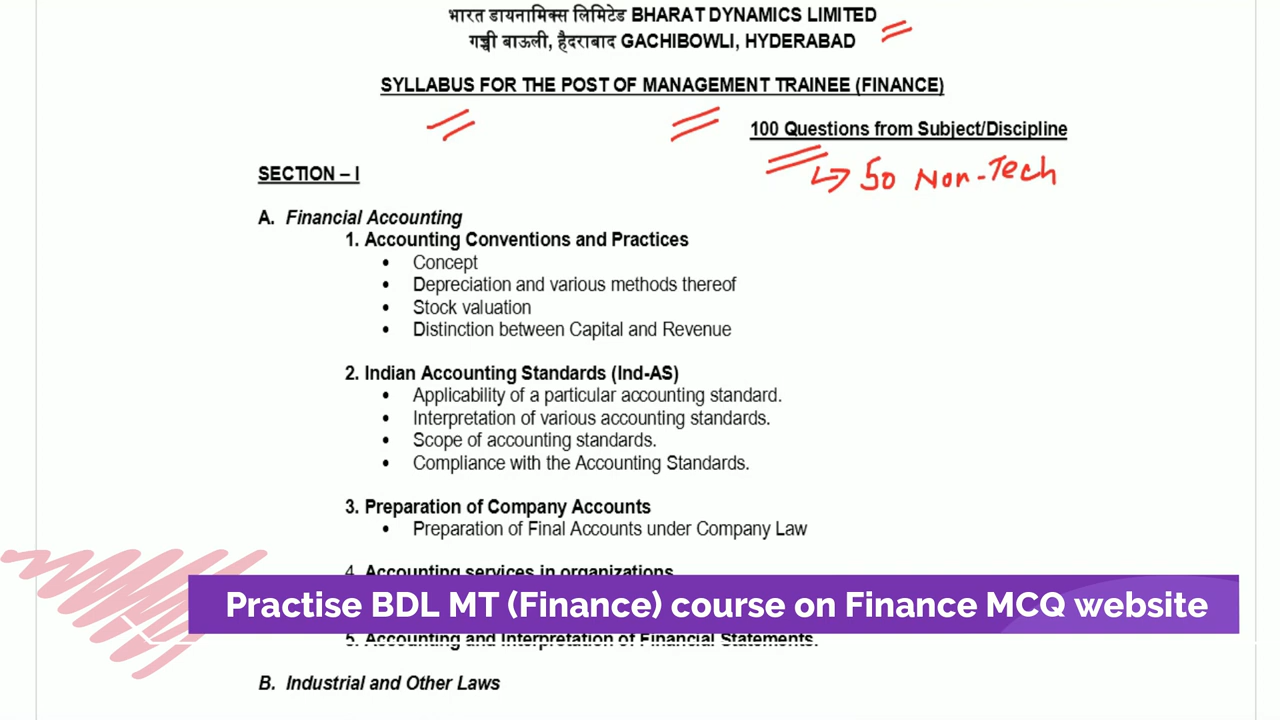 भारत डायनामिक्स लिमिटेड BHARAT DYNAMICS LIMITED
गच्ची बाऊली, हैदराबाद GACHIBOWLI, HYDERABAD
SYLLABUS FOR THE POST OF MANAGEMENT TRAINEE (FINANCE)
100 Questions from Subject/Discipline
50 Non-Tech
SECTION – I
A. Financial Accounting
1. Accounting Conventions and Practices
• Concept
• Depreciation and various methods thereof
• Stock valuation
• Distinction between Capital and Revenue
2. Indian Accounting Standards (Ind-AS)
• Applicability of a particular accounting standard.
• Interpretation of various accounting standards.
• Scope of accounting standards.
• Compliance with the Accounting Standards.
3. Preparation of Company Accounts
• Preparation of Final Accounts under Company Law
4. Accounting services in organizations
Practise BDL MT (Finance) course on Finance MCQ website
5. Accounting and Interpretation of Financial Statements.
B. Industrial and Other Laws